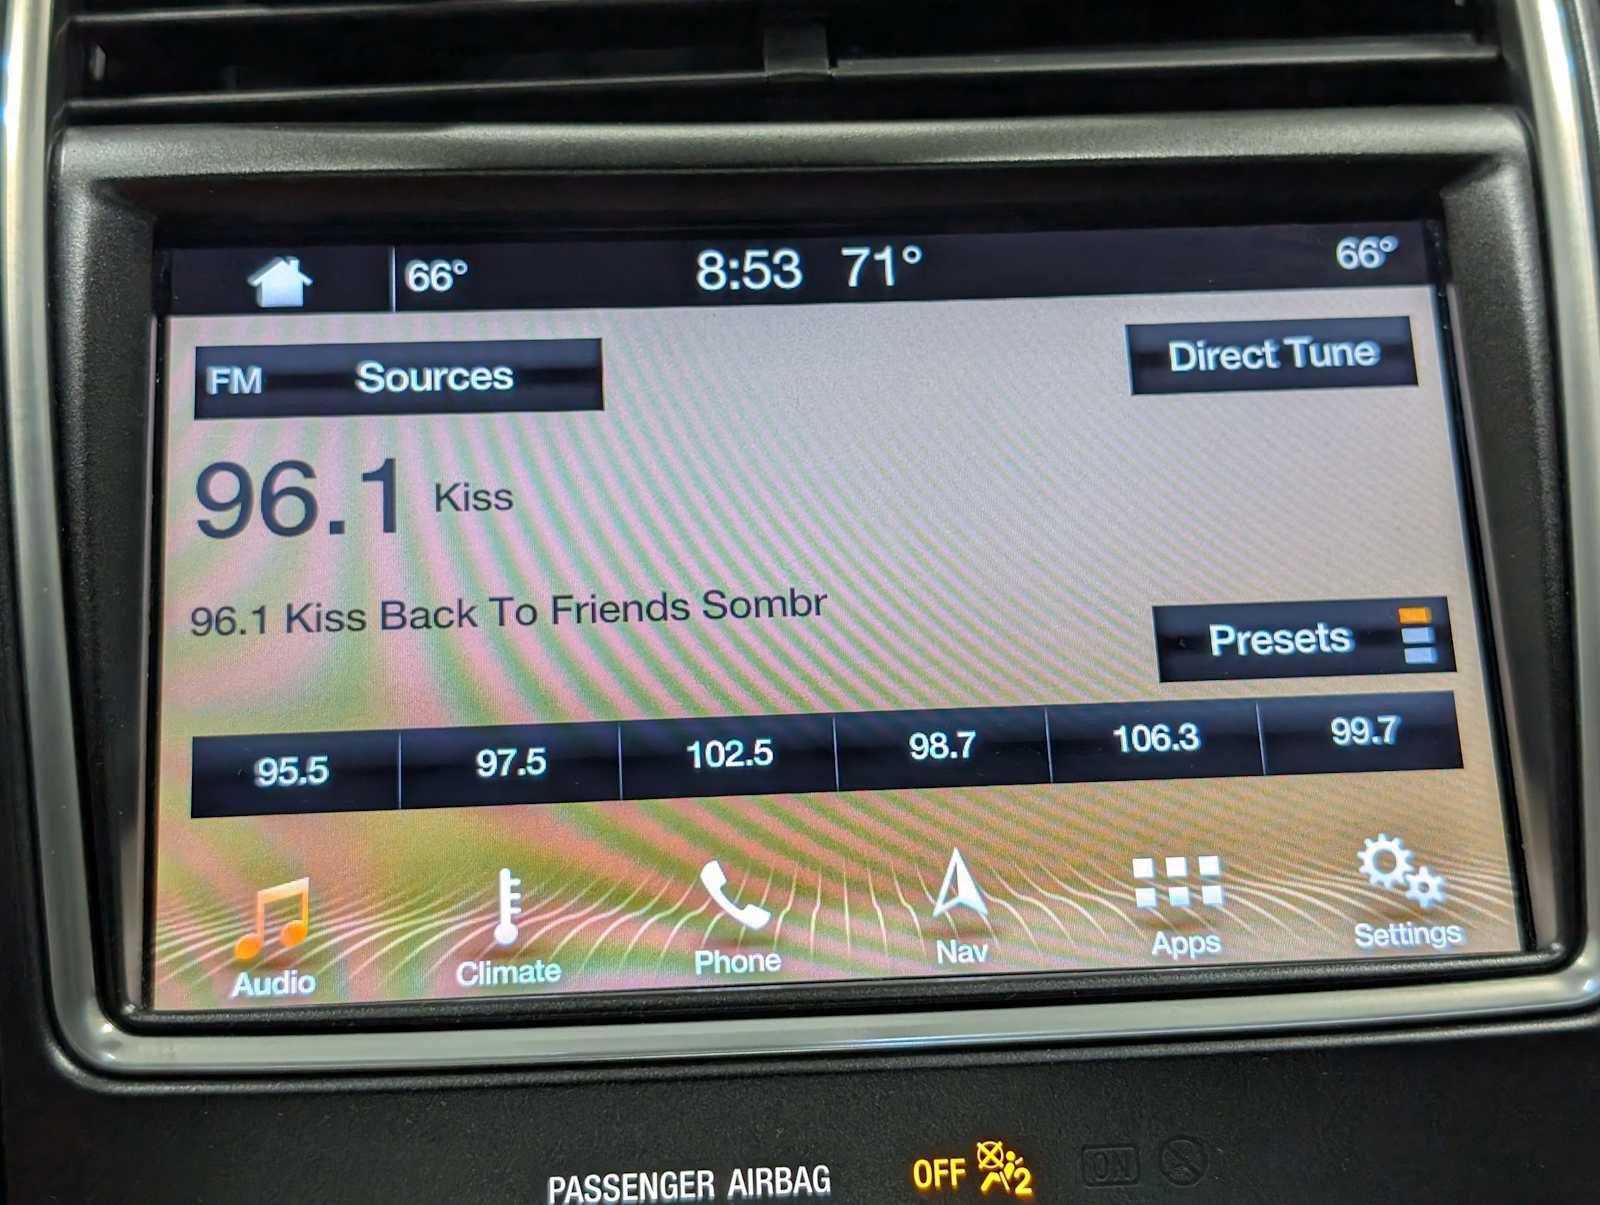 66° 8:53 71° 66°
FM Sources Direct Tune
96.1 Kiss
96.1 Kiss Back To Friends Sombr
Presets
95.5 97.5 102.5 98.7 106.3 99.7
Audio Climate Phone Nav Apps Settings
PASSENGER AIRBAG OFF 2 ON